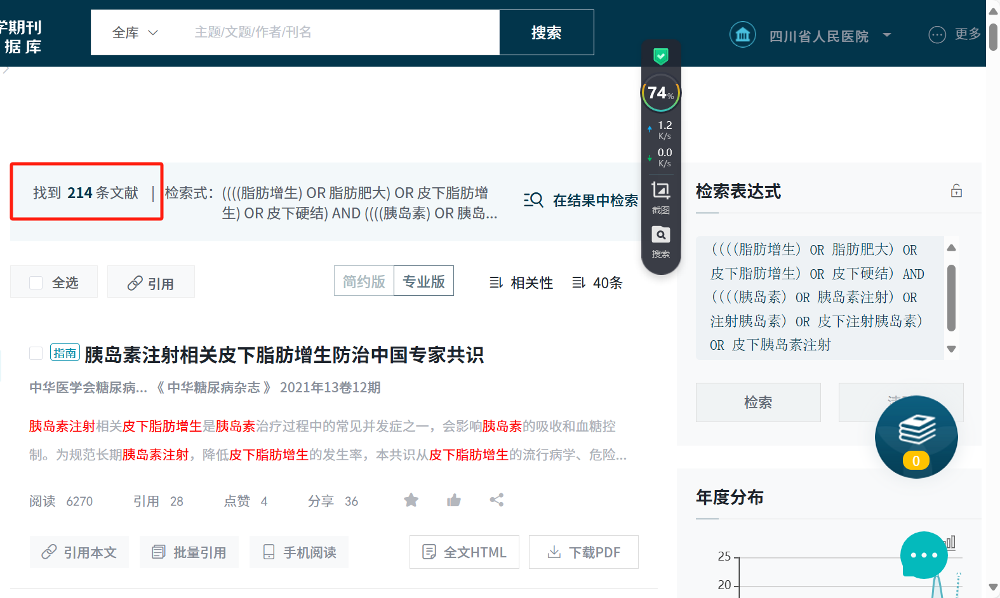 学期刊
据库
全库
主题/文题/作者/刊名
搜索
四川省人民医院
更多
74%
1.2
K/s
0.0
K/s
截图
搜索
找到 214 条文献 | 检索式： ((((脂肪增生) OR 脂肪肥大) OR 皮下脂肪增
生) OR 皮下硬结) AND ((((胰岛素) OR 胰岛...
在结果中检索
全选
引用
简约版
专业版
相关性
40条
指南 胰岛素注射相关皮下脂肪增生防治中国专家共识
中华医学会糖尿病... 《 中华糖尿病杂志 》 2021年13卷12期
胰岛素注射相关皮下脂肪增生是胰岛素治疗过程中的常见并发症之一，会影响胰岛素的吸收和血糖控
制。为规范长期胰岛素注射，降低皮下脂肪增生的发生率，本共识从皮下脂肪增生的流行病学、危险...
阅读 6270 引用 28 点赞 4 分享 36
引用本文
批量引用
手机阅读
全文HTML
下载PDF
检索表达式
((((脂肪增生) OR 脂肪肥大) OR
皮下脂肪增生) OR 皮下硬结) AND
((((胰岛素) OR 胰岛素注射) OR
注射胰岛素) OR 皮下注射胰岛素)
OR 皮下胰岛素注射
检索
0
年度分布
25
20